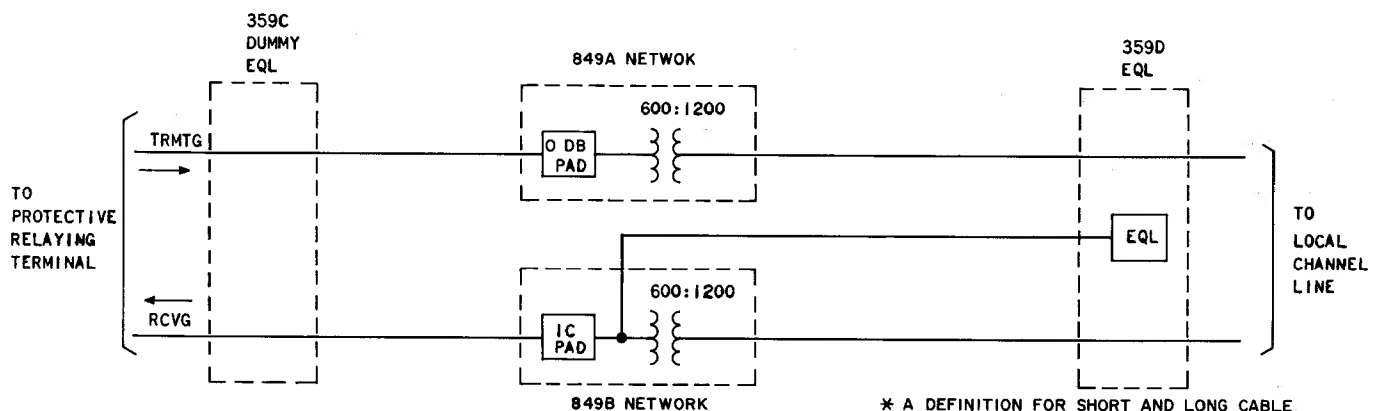 359C
DUMMY
EQL
849A NETWOK
359D
EQL
600:1200
TRMTG
O DB
PAD
TO
PROTECTIVE
RELAYING
TERMINAL
EQL
TO
LOCAL
CHANNEL
LINE
600:1200
RCVG
IC
PAD
849B NETWORK
* A DEFINITION FOR SHORT AND LONG CABLE